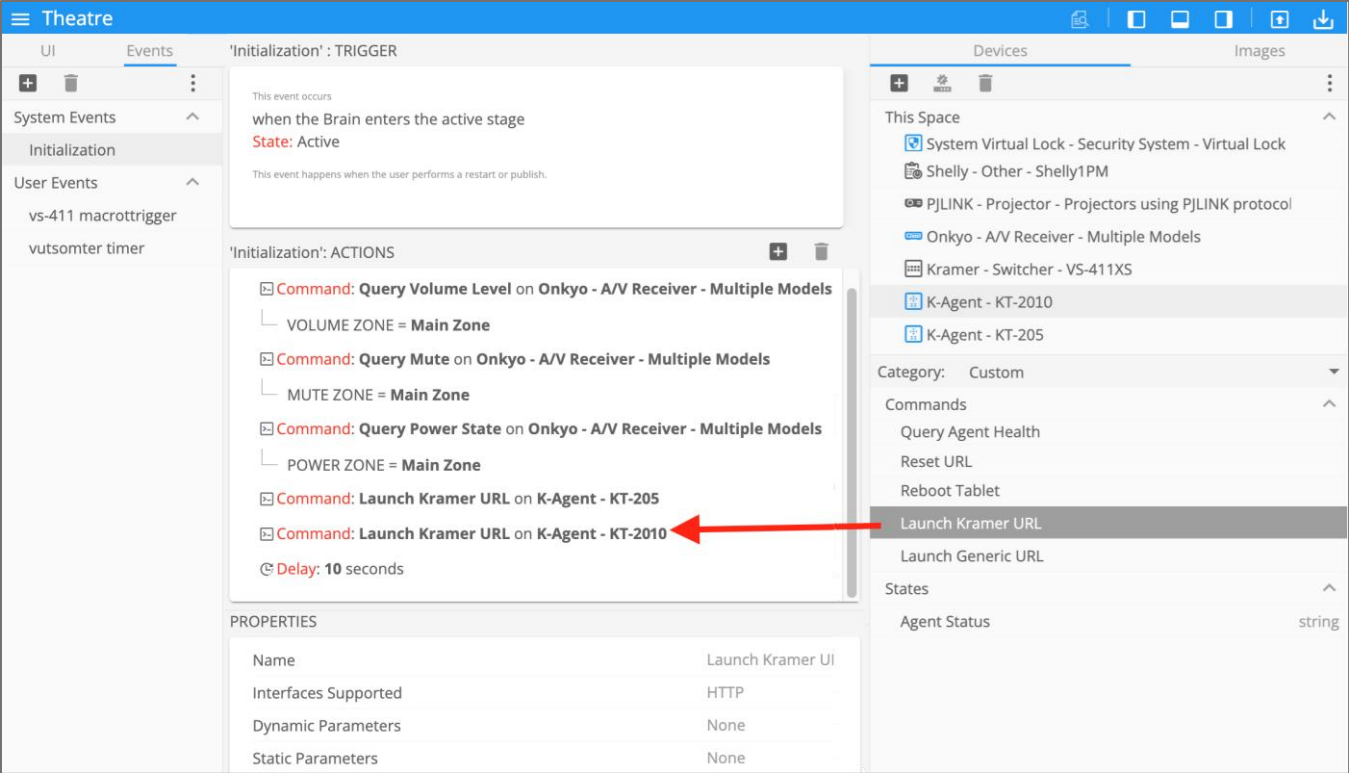 Theatre
UI
Events
System Events
Initialization
User Events
vs-411 macrottrigger
vutsomter timer
'Initialization' : TRIGGER
This event occurs
when the Brain enters the active stage
State: Active
This event happens when the user performs a restart or publish.
'Initialization': ACTIONS
Command: Query Volume Level on Onkyo - A/V Receiver - Multiple Models
VOLUME ZONE = Main Zone
Command: Query Mute on Onkyo - A/V Receiver - Multiple Models
MUTE ZONE = Main Zone
Command: Query Power State on Onkyo - A/V Receiver - Multiple Models
POWER ZONE = Main Zone
Command: Launch Kramer URL on K-Agent - KT-205
Command: Launch Kramer URL on K-Agent - KT-2010
Delay: 10 seconds
PROPERTIES
Name Launch Kramer UI
Interfaces Supported HTTP
Dynamic Parameters None
Static Parameters None
Devices
Images
This Space
System Virtual Lock - Security System - Virtual Lock
Shelly - Other - Shelly1PM
PJLINK - Projector - Projectors using PJLINK protocol
Onkyo - A/V Receiver - Multiple Models
Kramer - Switcher - VS-411XS
K-Agent - KT-2010
K-Agent - KT-205
Category: Custom
Commands
Query Agent Health
Reset URL
Reboot Tablet
Launch Kramer URL
Launch Generic URL
States
Agent Status string